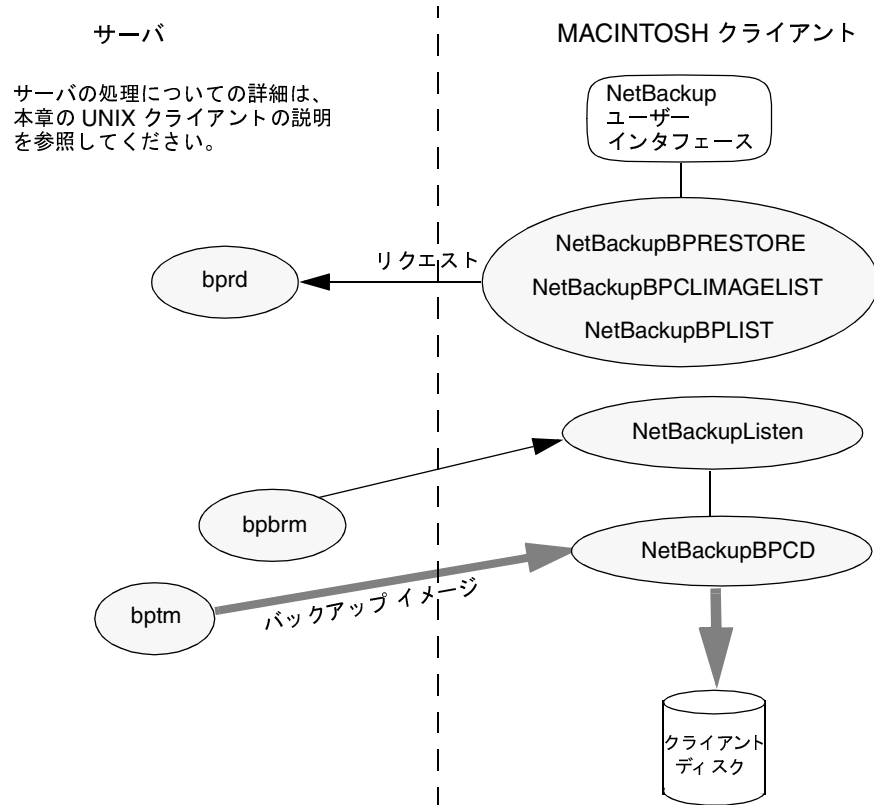 サーバ
MACINTOSH クライアント
サーバの処理についての詳細は、
本章の UNIX クライアントの説明
を参照してください。
NetBackup
ユーザー
インタフェース
リクエスト
bprd
NetBackupBPRESTORE
NetBackupBPCLIMAGELIST
NetBackupBPLIST
NetBackupListen
bpbrm
NetBackupBPCD
bptm
バックアップ イメージ
クライアント
ディスク